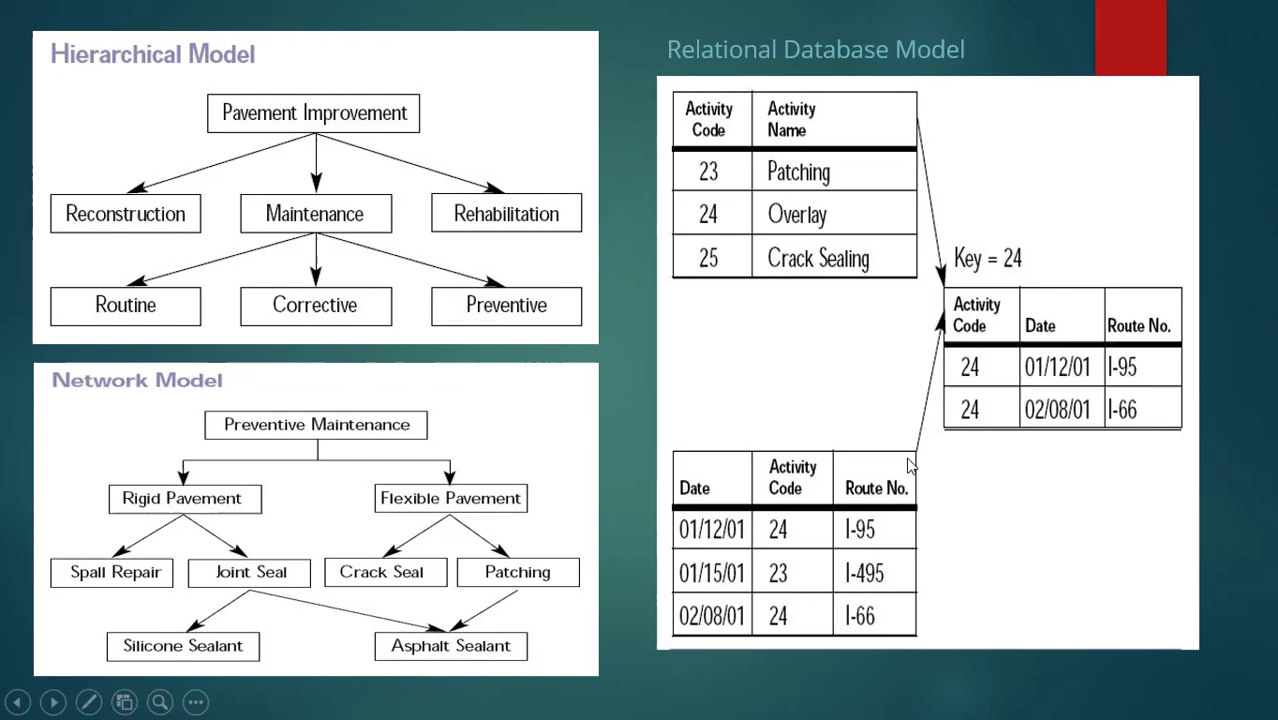 Hierarchical Model
Pavement Improvement
Reconstruction
Maintenance
Rehabilitation
Routine
Corrective
Preventive
Network Model
Preventive Maintenance
Rigid Pavement
Flexible Pavement
Spall Repair
Joint Seal
Crack Seal
Patching
Silicone Sealant
Asphalt Sealant
Relational Database Model
Activity Code Activity Name
23 Patching
24 Overlay
25 Crack Sealing
Key = 24
Activity Code Date Route No.
24 01/12/01 I-95
24 02/08/01 I-66
Date Activity Code Route No.
01/12/01 24 I-95
01/15/01 23 I-495
02/08/01 24 I-66